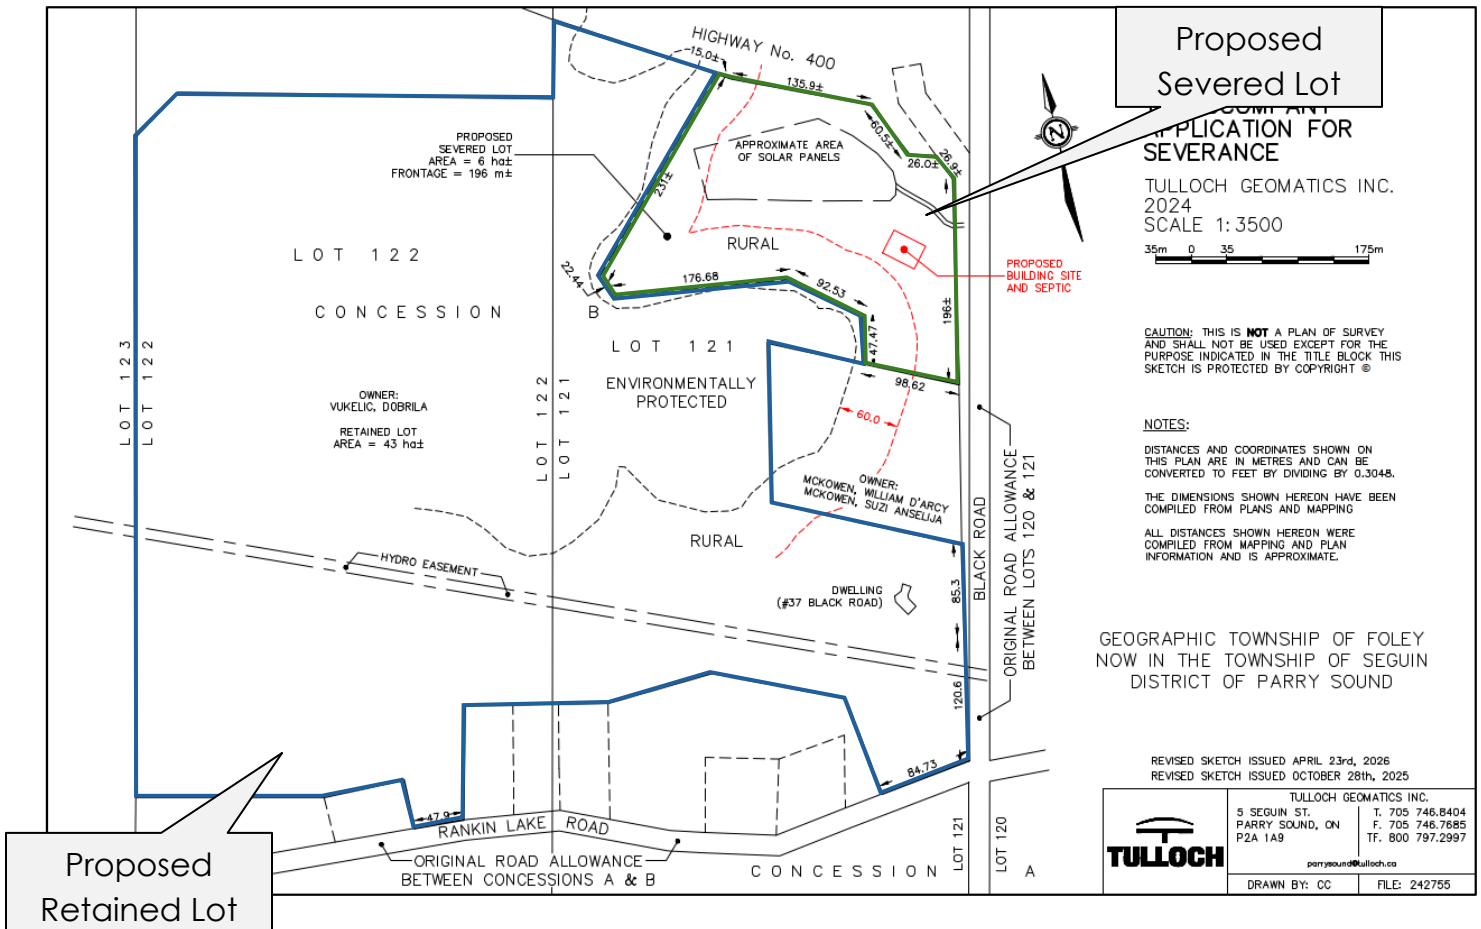 Proposed
Severed Lot
HIGHWAY No. 400
15.0±
135.9±
60.5±
26.0±
26.9±
APPROXIMATE AREA
OF SOLAR PANELS
PROPOSED
SEVERED LOT
AREA = 6 ha±
FRONTAGE = 196 m±
231±
RURAL
PROPOSED
BUILDING SITE
AND SEPTIC
196±
22.44
176.68
92.53
47.47
98.62
60.0
B
LOT 122
CONCESSION
LOT 121
ENVIRONMENTALLY
PROTECTED
LOT 123
LOT 122
LOT 122
LOT 121
OWNER:
VUKELIC, DOBRILA
RETAINED LOT
AREA = 43 ha±
OWNER:
MCKOWEN, WILLIAM D'ARCY
MCKOWEN, SUZI ANSELIJA
RURAL
HYDRO EASEMENT
DWELLING
(#37 BLACK ROAD)
85.3
120.6
84.73
47.9
BLACK ROAD
ORIGINAL ROAD ALLOWANCE
BETWEEN LOTS 120 & 121
RANKIN LAKE ROAD
ORIGINAL ROAD ALLOWANCE
BETWEEN CONCESSIONS A & B
CONCESSION
LOT 121
LOT 120
A
Proposed
Retained Lot
N
APPLICATION FOR
SEVERANCE
TULLOCH GEOMATICS INC.
2024
SCALE 1:3500
35m 0 35 175m
CAUTION: THIS IS NOT A PLAN OF SURVEY
AND SHALL NOT BE USED EXCEPT FOR THE
PURPOSE INDICATED IN THE TITLE BLOCK THIS
SKETCH IS PROTECTED BY COPYRIGHT ©
NOTES:
DISTANCES AND COORDINATES SHOWN ON
THIS PLAN ARE IN METRES AND CAN BE
CONVERTED TO FEET BY DIVIDING BY 0.3048.
THE DIMENSIONS SHOWN HEREON HAVE BEEN
COMPILED FROM PLANS AND MAPPING
ALL DISTANCES SHOWN HEREON WERE
COMPILED FROM MAPPING AND PLAN
INFORMATION AND IS APPROXIMATE.
GEOGRAPHIC TOWNSHIP OF FOLEY
NOW IN THE TOWNSHIP OF SEGUIN
DISTRICT OF PARRY SOUND
REVISED SKETCH ISSUED APRIL 23rd, 2026
REVISED SKETCH ISSUED OCTOBER 28th, 2025
TULLOCH
TULLOCH GEOMATICS INC.
5 SEGUIN ST.
PARRY SOUND, ON
P2A 1A9
T. 705 746.8404
F. 705 746.7685
TF. 800 797.2997
parrysound@tulloch.ca
DRAWN BY: CC
FILE: 242755